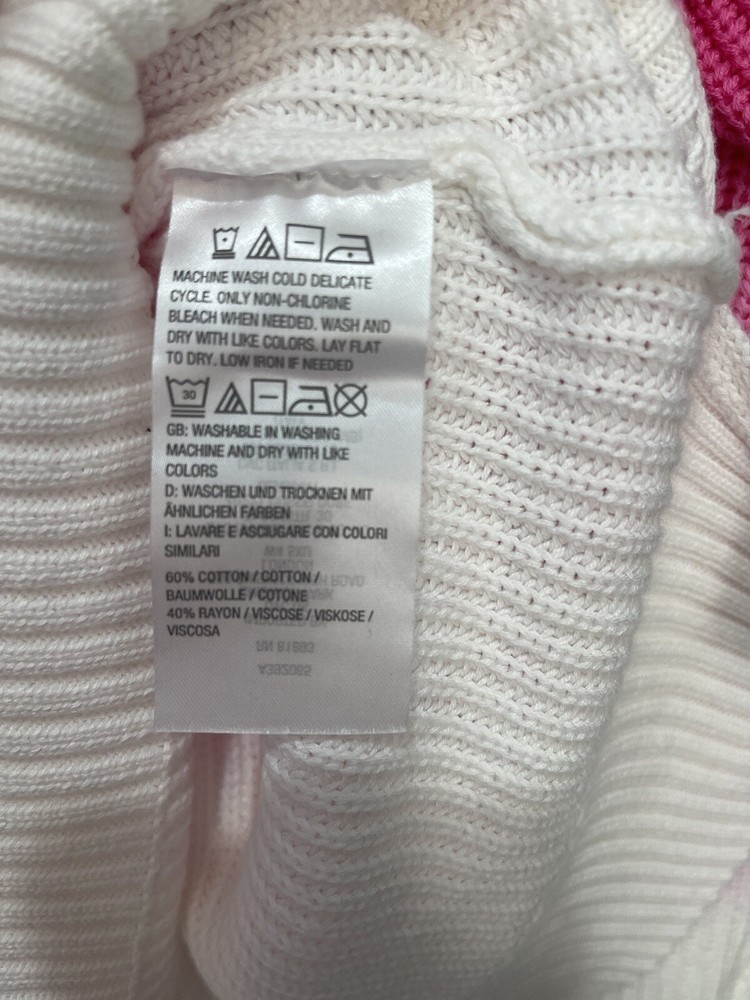 MACHINE WASH COLD DELICATE
CYCLE. ONLY NON-CHLORINE
BLEACH WHEN NEEDED. WASH AND
DRY WITH LIKE COLORS. LAY FLAT
TO DRY. LOW IRON IF NEEDED
30
GB: WASHABLE IN WASHING
MACHINE AND DRY WITH LIKE
COLORS
D: WASCHEN UND TROCKNEN MIT
ÄHNLICHEN FARBEN
I: LAVARE E ASCIUGARE CON COLORI
SIMILARI
60% COTTON / COTTON /
BAUMWOLLE / COTONE
40% RAYON / VISCOSE / VISKOSE /
VISCOSA
RN 81893
A392085